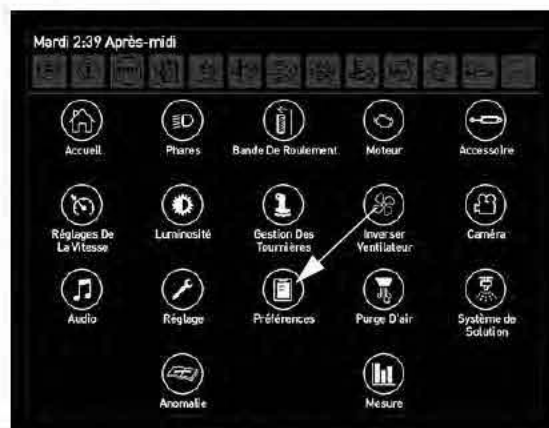 Mardi 2:39 Après-midi
Accueil
Phares
Bande De Roulement
Moteur
Accessoire
Réglages De
La Vitesse
Luminosité
Gestion Des
Tournières
Inverser
Ventilateur
Caméra
Audio
Réglage
Préférences
Purge D'air
Système de
Solution
Anomalie
Mesure